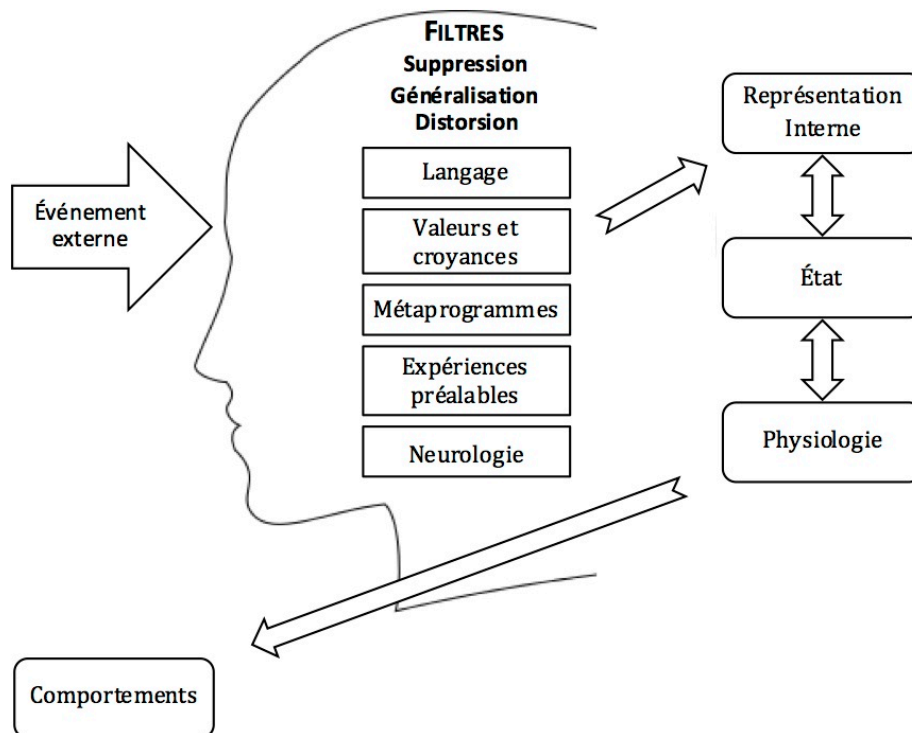 FILTRES
Suppression
Généralisation
Distorsion
Événement
externe
Langage
Valeurs et
croyances
Métaprogrammes
Expériences
préalables
Neurologie
Représentation
Interne
État
Physiologie
Comportements